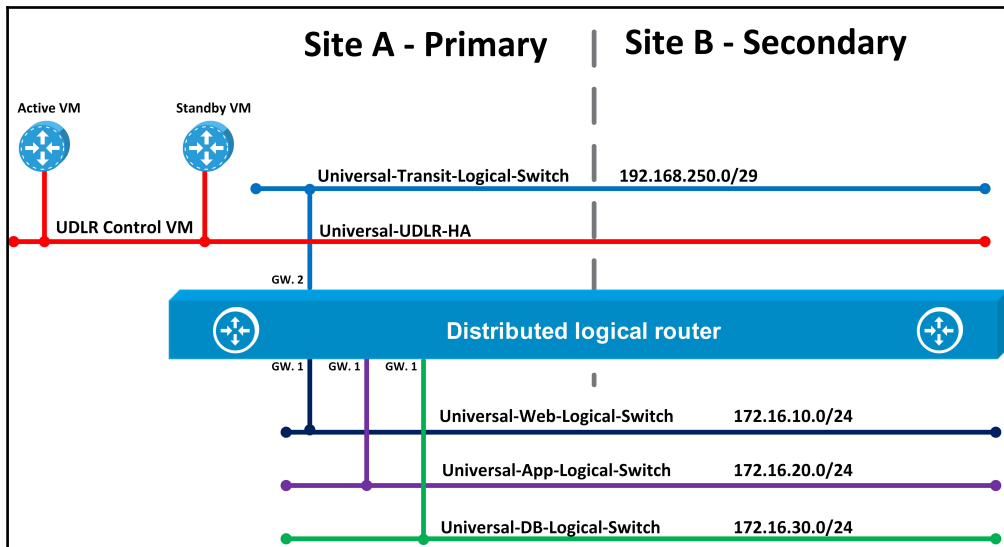 Site A - Primary
Site B - Secondary
Active VM
Standby VM
Universal-Transit-Logical-Switch 192.168.250.0/29
UDLR Control VM
Universal-UDLR-HA
GW. 2
Distributed logical router
GW. 1 GW. 1 GW. 1
Universal-Web-Logical-Switch 172.16.10.0/24
Universal-App-Logical-Switch 172.16.20.0/24
Universal-DB-Logical-Switch 172.16.30.0/24